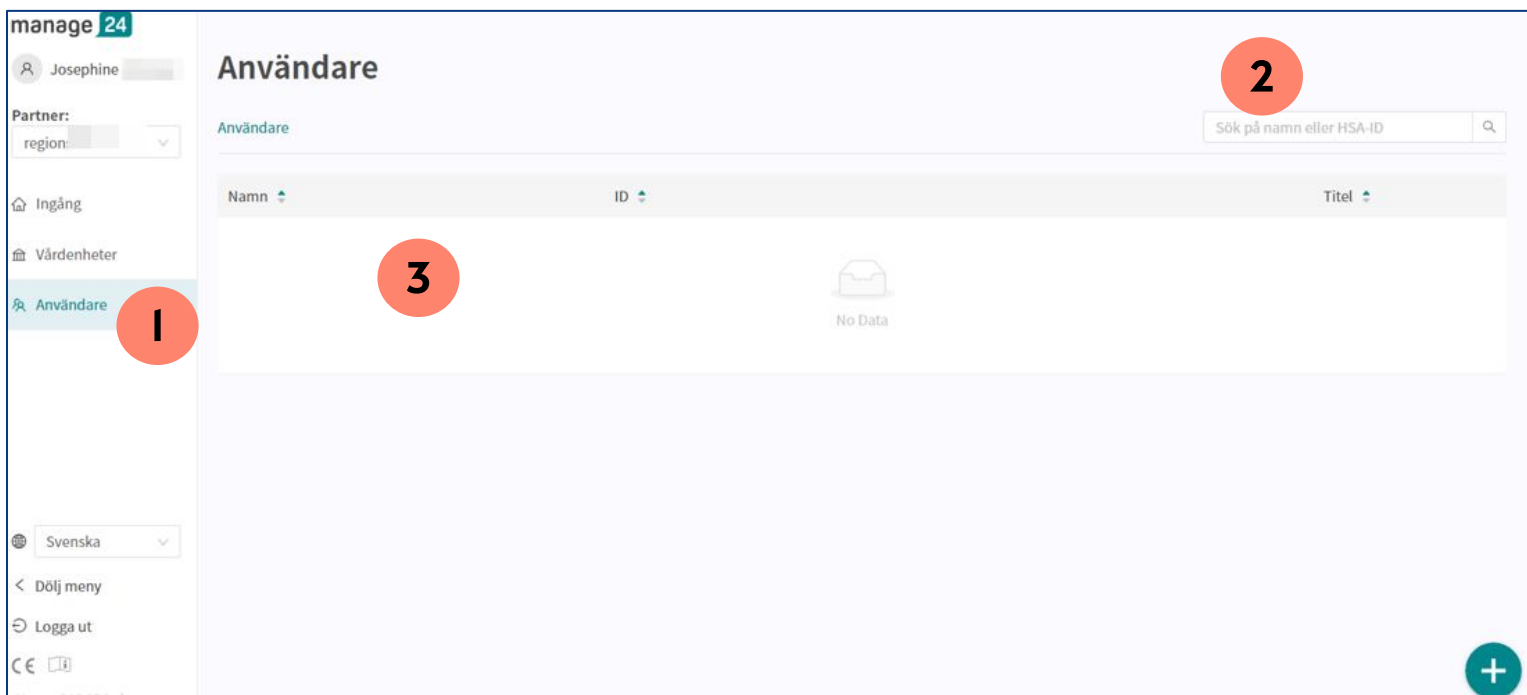 manage 24
Josephine
Partner:
region
Ingång
Vårdenheter
Användare
1
Svenska
Dölj meny
Logga ut
CE
Användare
2
Användare
Sök på namn eller HSA-ID
Namn
ID
Titel
3
No Data
+